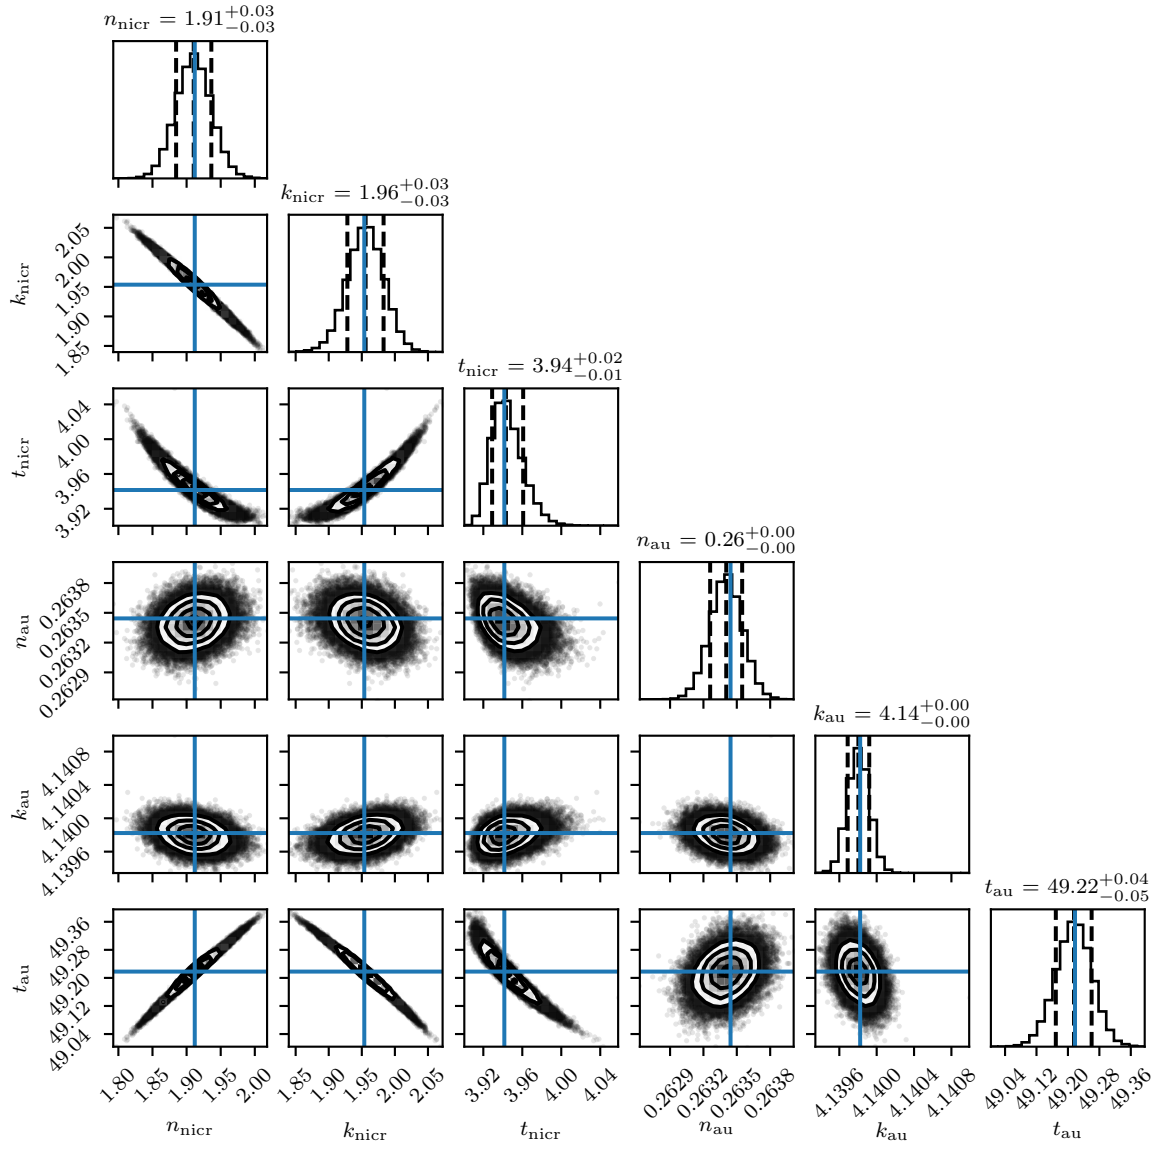 n_nicr = 1.91^{+0.03}_{−0.03}
k_nicr = 1.96^{+0.03}_{−0.03}
k_nicr
2.05
2.00
1.95
1.90
1.85
t_nicr = 3.94^{+0.02}_{−0.01}
t_nicr
4.04
4.00
3.96
3.92
n_au = 0.26^{+0.00}_{−0.00}
n_au
0.2638
0.2635
0.2632
0.2629
k_au = 4.14^{+0.00}_{−0.00}
k_au
4.1408
4.1404
4.1400
4.1396
t_au = 49.22^{+0.04}_{−0.05}
t_au
49.36
49.28
49.20
49.12
49.04
1.80 1.85 1.90 1.95 2.00 1.85 1.90 1.95 2.00 2.05 3.92 3.96 4.00 4.04 0.2629 0.2632 0.2635 0.2638 4.1396 4.1400 4.1404 4.1408 49.04 49.12 49.20 49.28 49.36
n_nicr k_nicr t_nicr n_au k_au t_au